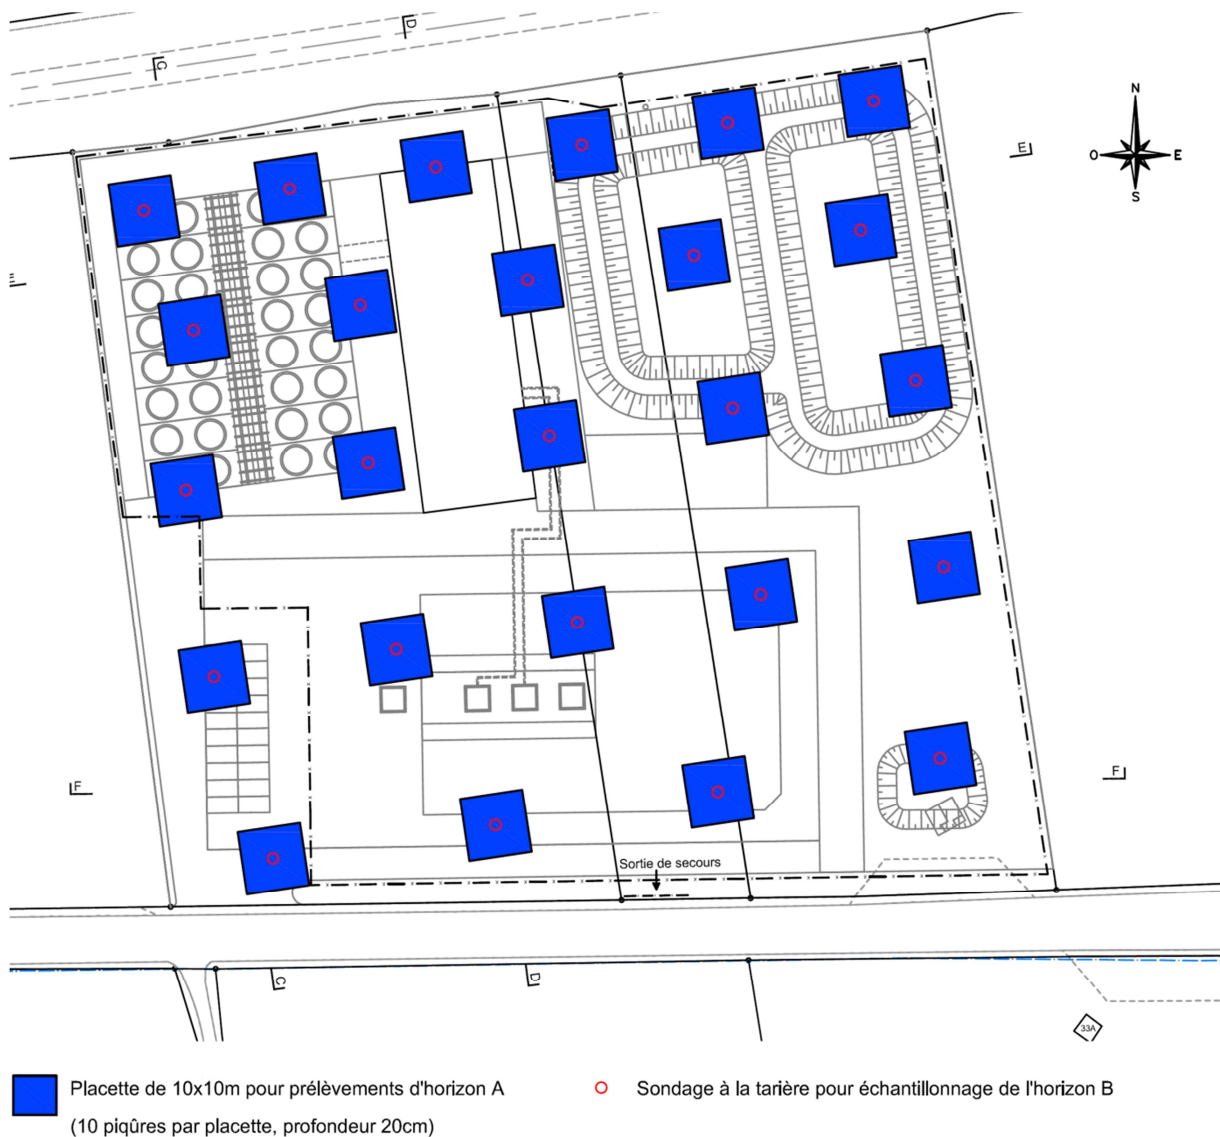 D
C
N
O E
S
E
E
F
F
Sortie de secours
C
D
33A
Placette de 10x10m pour prélèvements d'horizon A
(10 piqûres par placette, profondeur 20cm)
Sondage à la tarière pour échantillonnage de l'horizon B